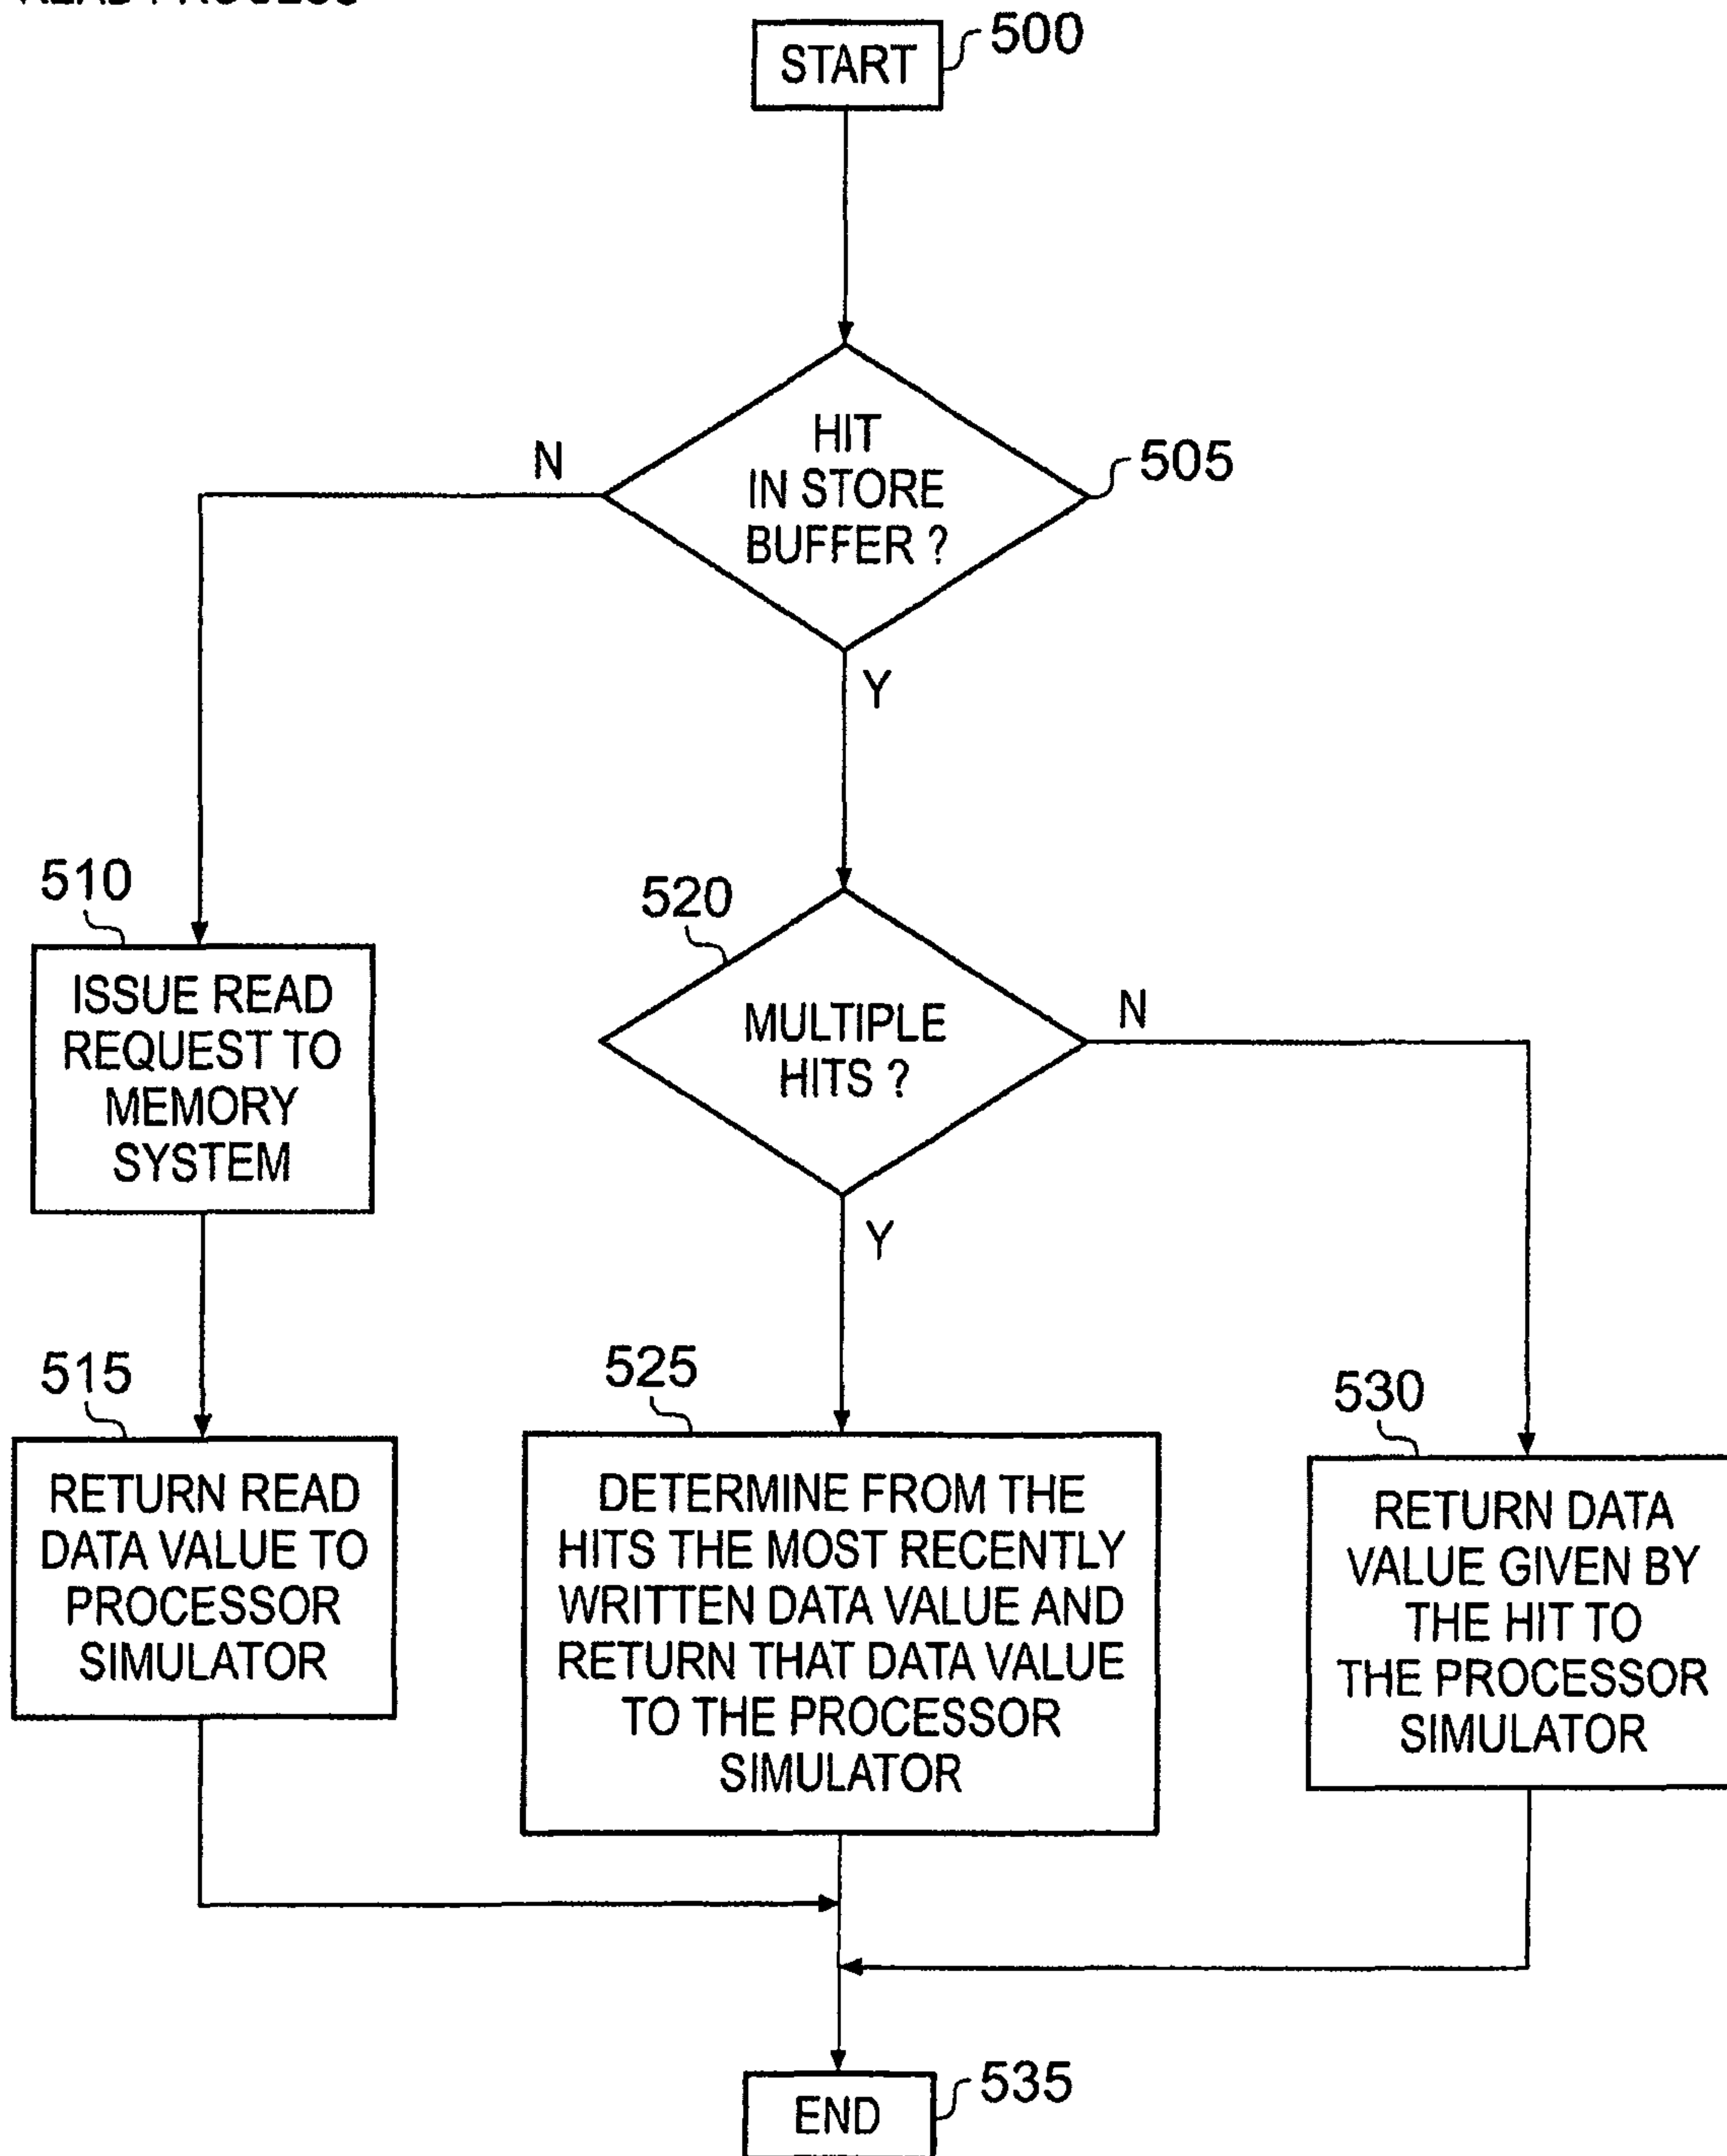 READ PROCESS
START
500
HIT
IN STORE
BUFFER ?
505
N
Y
510
ISSUE READ
REQUEST TO
MEMORY
SYSTEM
520
MULTIPLE
HITS ?
N
Y
515
RETURN READ
DATA VALUE TO
PROCESSOR
SIMULATOR
525
DETERMINE FROM THE
HITS THE MOST RECENTLY
WRITTEN DATA VALUE AND
RETURN THAT DATA VALUE
TO THE PROCESSOR
SIMULATOR
530
RETURN DATA
VALUE GIVEN BY
THE HIT TO
THE PROCESSOR
SIMULATOR
END
535